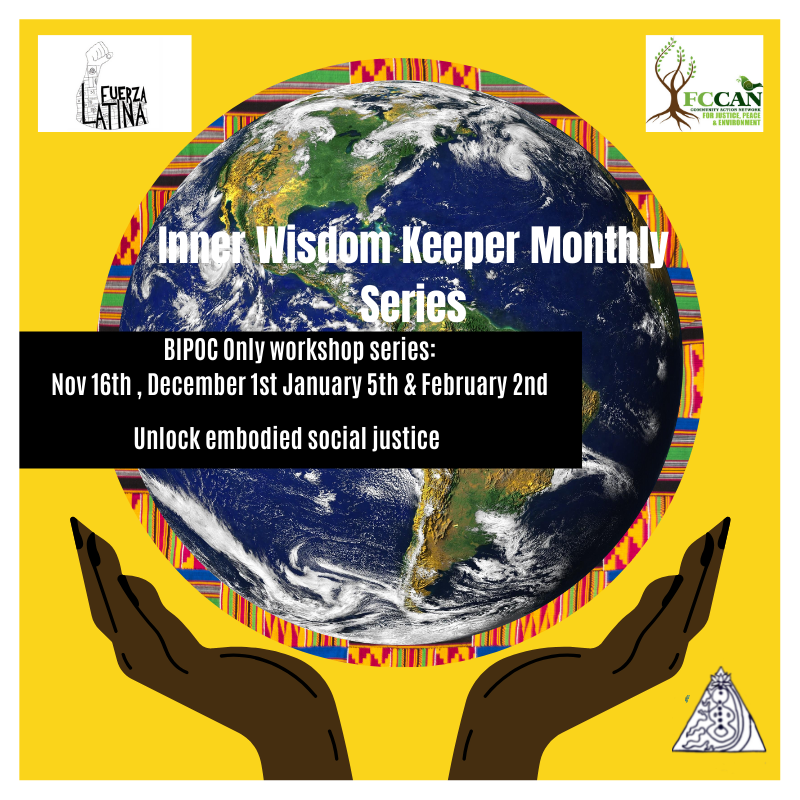 FUERZA
LATINA
FCCAN
COMMUNITY ACTION NETWORK
FOR JUSTICE, PEACE
& ENVIRONMENT
Inner Wisdom Keeper Monthly
Series
BIPOC Only workshop series:
Nov 16th , December 1st January 5th & February 2nd
Unlock embodied social justice